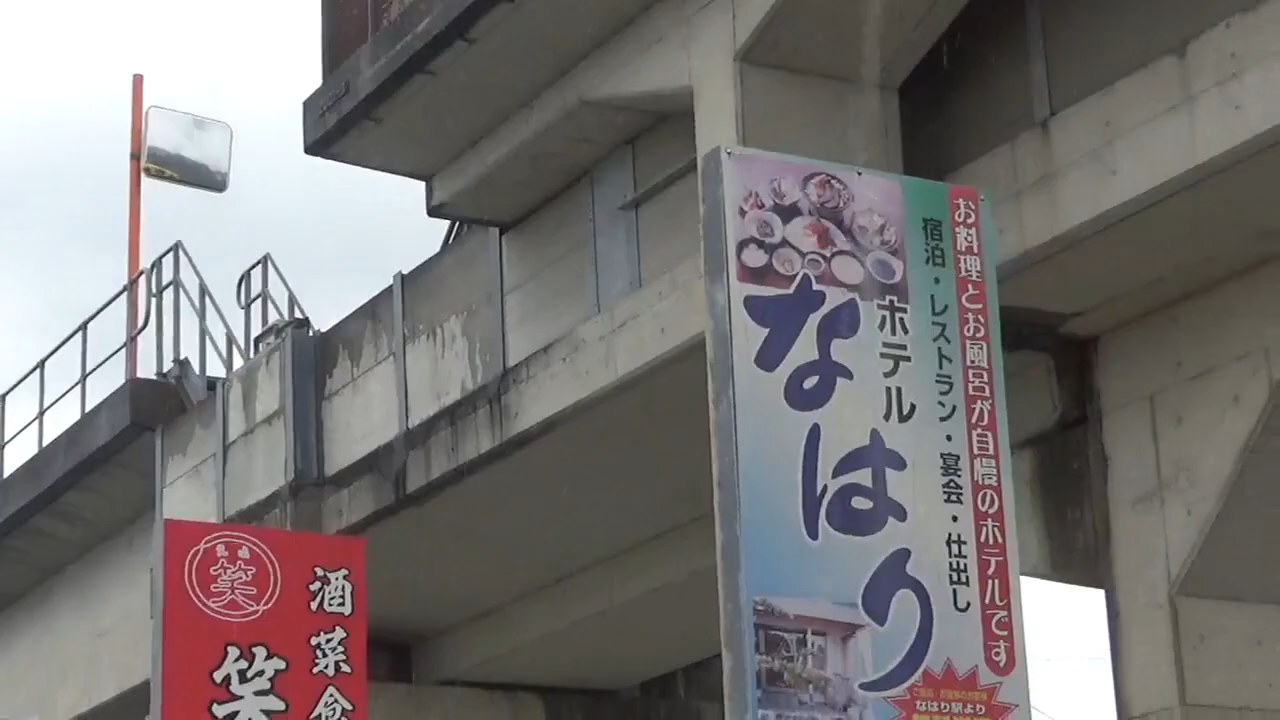 お料理とお風呂が自慢のホテルです
宿泊・レストラン・宴会・仕出し
ホテル
なはり
なはり駅より
笑
酒菜食
笑